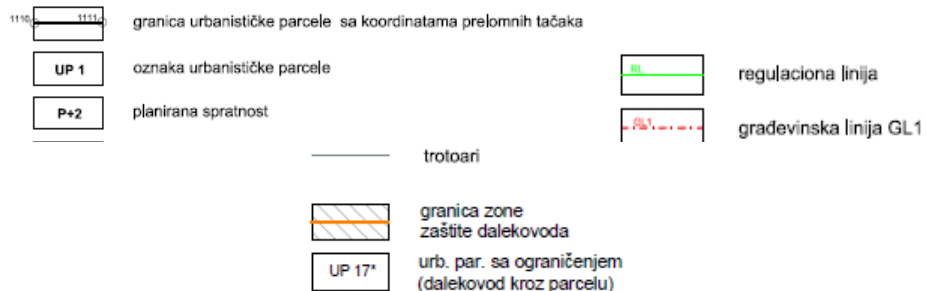 1110 1111 granica urbanističke parcele sa koordinatama prelomnih tačaka
UP 1 oznaka urbanističke parcele
P+2 planirana spratnost
RL regulaciona linija
GL1 građevinska linija GL1
trotoari
granica zone
zaštite dalekovoda
UP 17* urb. par. sa ograničenjem
(dalekovod kroz parcelu)